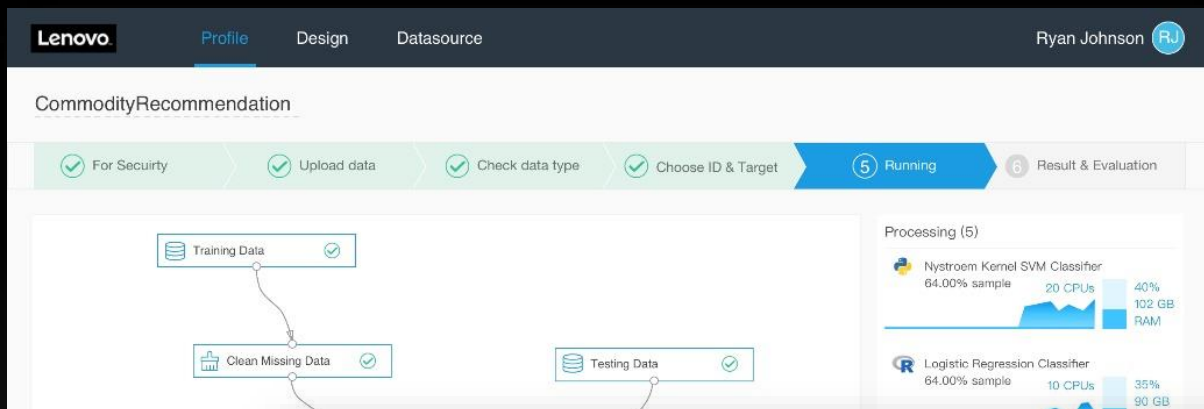 Lenovo.
Profile
Design
Datasource
Ryan Johnson
RJ
CommodityRecommendation
For Secuirty
Upload data
Check data type
Choose ID & Target
5 Running
6 Result & Evaluation
Training Data
Clean Missing Data
Testing Data
Processing (5)
Nystroem Kernel SVM Classifier
64.00% sample
20 CPUs
40%
102 GB
RAM
R
Logistic Regression Classifier
64.00% sample
10 CPUs
35%
90 GB